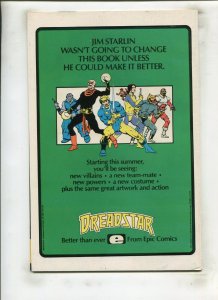 JIM STARLIN
WASN'T GOING TO CHANGE
THIS BOOK UNLESS
HE COULD MAKE IT BETTER.
Starting this summer,
you'll be seeing:
new villains • a new team-mate •
new powers • a new costume •
plus the same great artwork and action
DREADSTAR
Better than ever e From Epic Comics